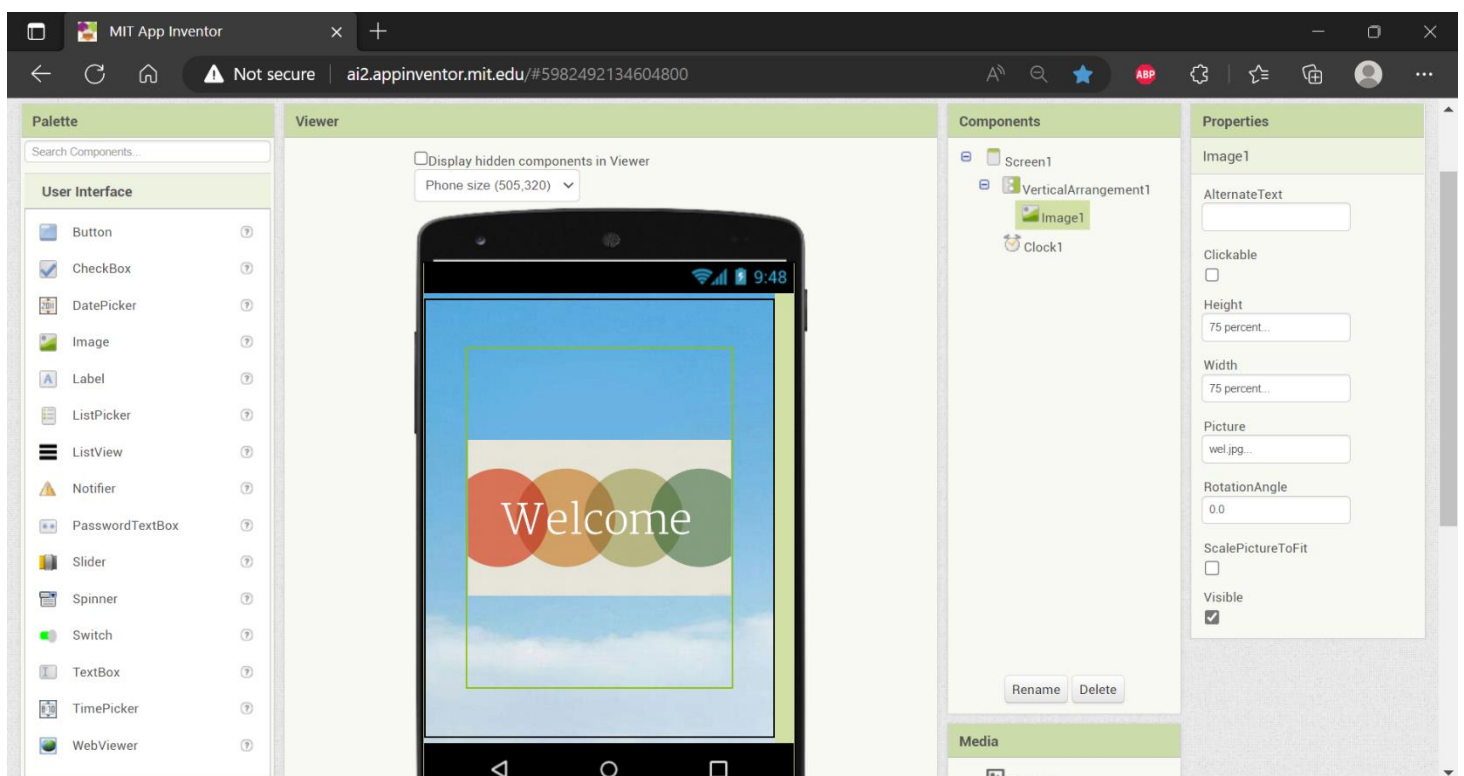 MIT App Inventor
Not secure
ai2.appinventor.mit.edu/#5982492134604800
ABP
Palette
Search Components...
User Interface
Button
CheckBox
DatePicker
Image
Label
ListPicker
ListView
Notifier
PasswordTextBox
Slider
Spinner
Switch
TextBox
TimePicker
WebViewer
Viewer
Display hidden components in Viewer
Phone size (505,320)
9:48
Welcome
Components
Screen1
VerticalArrangement1
Image1
Clock1
Rename Delete
Media
Properties
Image1
AlternateText
Clickable
Height
75 percent...
Width
75 percent...
Picture
wel.jpg...
RotationAngle
0.0
ScalePictureToFit
Visible